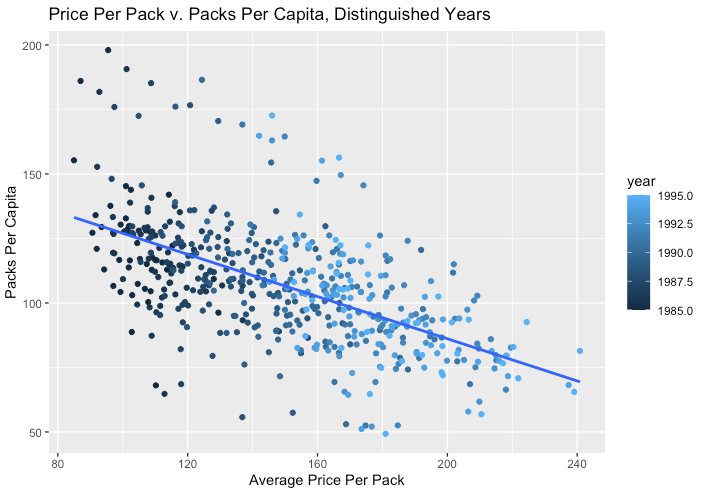 Price Per Pack v. Packs Per Capita, Distinguished Years
200
150
100
50
Packs Per Capita
80 120 160 200 240
Average Price Per Pack
year
1995.0
1992.5
1990.0
1987.5
1985.0